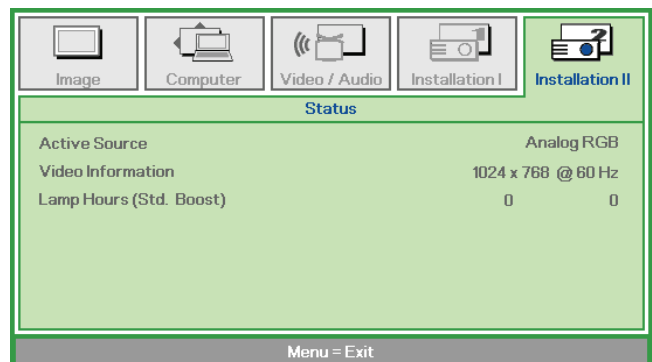 Image Computer Video / Audio Installation I Installation II
Status
Active Source Analog RGB
Video Information 1024 x 768 @ 60 Hz
Lamp Hours (Std. Boost) 0 0
Menu = Exit